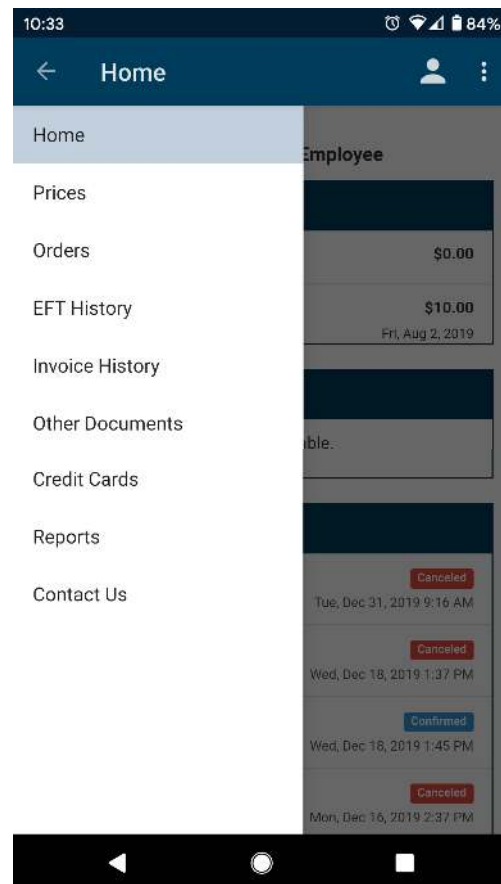 10:33 84%
Home
Home
Prices
Orders
EFT History
Invoice History
Other Documents
Credit Cards
Reports
Contact Us
Employee
$0.00
$10.00
Fri, Aug 2, 2019
Canceled
Tue, Dec 31, 2019 9:16 AM
Canceled
Wed, Dec 18, 2019 1:37 PM
Confirmed
Wed, Dec 18, 2019 1:45 PM
Canceled
Mon, Dec 16, 2019 2:37 PM